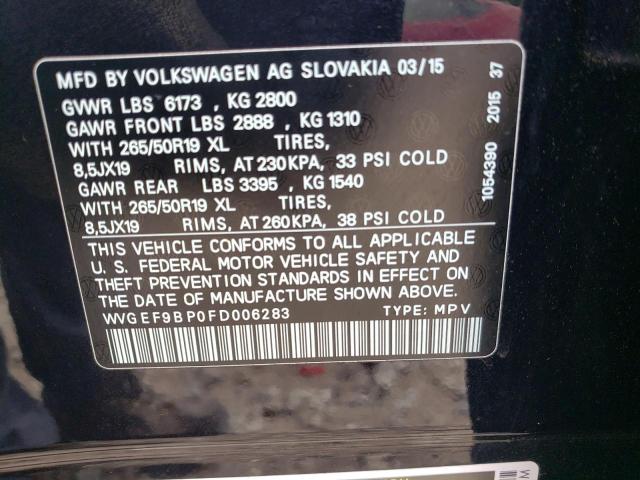 MFD BY VOLKSWAGEN AG SLOVAKIA 03/15
GVWR LBS 6173 , KG 2800
GAWR FRONT LBS 2888 , KG 1310
WITH 265/50R19 XL TIRES,
8,5JX19 RIMS, AT 230KPA, 33 PSI COLD
GAWR REAR LBS 3395 , KG 1540
WITH 265/50R19 XL TIRES,
8,5JX19 RIMS, AT 260KPA, 38 PSI COLD
THIS VEHICLE CONFORMS TO ALL APPLICABLE
U. S. FEDERAL MOTOR VEHICLE SAFETY AND
THEFT PREVENTION STANDARDS IN EFFECT ON
THE DATE OF MANUFACTURE SHOWN ABOVE.
WVGEF9BP0FD006283 TYPE: MPV
1054390 2015 37